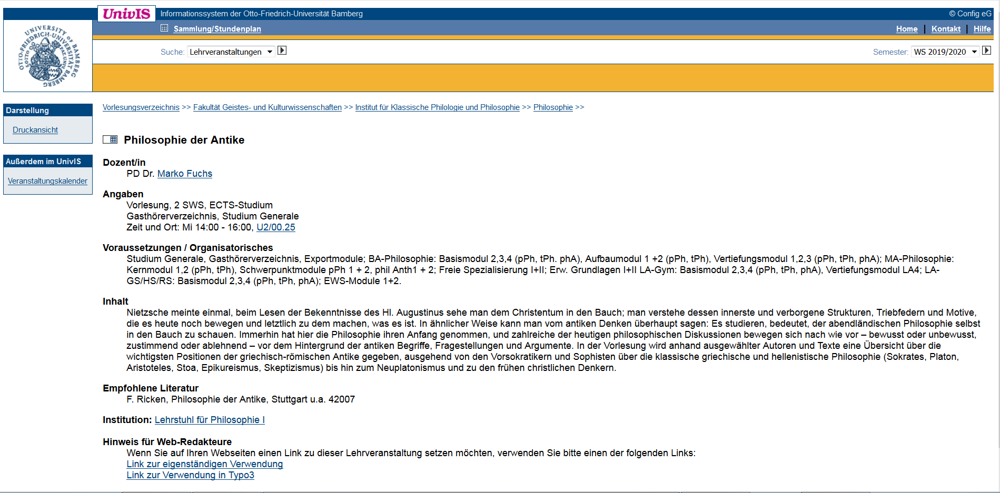 UnivIS
Informationssystem der Otto-Friedrich-Universität Bamberg
© Config eG
Sammlung/Stundenplan
Home | Kontakt | Hilfe
UNIVERSITY OF BAMBERG
OTTO-FRIEDRICH-UNIVERSITÄT BAMBERG
Suche: Lehrveranstaltungen
Semester: WS 2019/2020
Darstellung
Druckansicht
Außerdem im UnivIS
Veranstaltungskalender
Vorlesungsverzeichnis >> Fakultät Geistes- und Kulturwissenschaften >> Institut für Klassische Philologie und Philosophie >> Philosophie >>
Philosophie der Antike
Dozent/in
PD Dr. Marko Fuchs
Angaben
Vorlesung, 2 SWS, ECTS-Studium
Gasthörerverzeichnis, Studium Generale
Zeit und Ort: Mi 14:00 - 16:00, U2/00.25
Voraussetzungen / Organisatorisches
Studium Generale, Gasthörerverzeichnis, Exportmodule; BA-Philosophie: Basismodul 2,3,4 (pPh, tPh. phA), Aufbaumodul 1 +2 (pPh, tPh), Vertiefungsmodul 1,2,3 (pPh, tPh, phA); MA-Philosophie:
Kernmodul 1,2 (pPh, tPh), Schwerpunktmodule pPh 1 + 2, phil Anth1 + 2; Freie Spezialisierung I+II; Erw. Grundlagen I+II LA-Gym: Basismodul 2,3,4 (pPh, tPh, phA), Vertiefungsmodul LA4; LA-
GS/HS/RS: Basismodul 2,3,4 (pPh, tPh, phA); EWS-Module 1+2.
Inhalt
Nietzsche meinte einmal, beim Lesen der Bekenntnisse des Hl. Augustinus sehe man dem Christentum in den Bauch; man verstehe dessen innerste und verborgene Strukturen, Triebfedern und Motive,
die es heute noch bewegen und letztlich zu dem machen, was es ist. In ähnlicher Weise kann man vom antiken Denken überhaupt sagen: Es studieren, bedeutet, der abendländischen Philosophie selbst
in den Bauch zu schauen. Immerhin hat hier die Philosophie ihren Anfang genommen, und zahlreiche der heutigen philosophischen Diskussionen bewegen sich nach wie vor – bewusst oder unbewusst,
zustimmend oder ablehnend – vor dem Hintergrund der antiken Begriffe, Fragestellungen und Argumente. In der Vorlesung wird anhand ausgewählter Autoren und Texte eine Übersicht über die
wichtigsten Positionen der griechisch-römischen Antike gegeben, ausgehend von den Vorsokratikern und Sophisten über die klassische griechische und hellenistische Philosophie (Sokrates, Platon,
Aristoteles, Stoa, Epikureismus, Skeptizismus) bis hin zum Neuplatonismus und zu den frühen christlichen Denkern.
Empfohlene Literatur
F. Ricken, Philosophie der Antike, Stuttgart u.a. 42007
Institution: Lehrstuhl für Philosophie I
Hinweis für Web-Redakteure
Wenn Sie auf Ihren Webseiten einen Link zu dieser Lehrveranstaltung setzen möchten, verwenden Sie bitte einen der folgenden Links:
Link zur eigenständigen Verwendung
Link zur Verwendung in Typo3